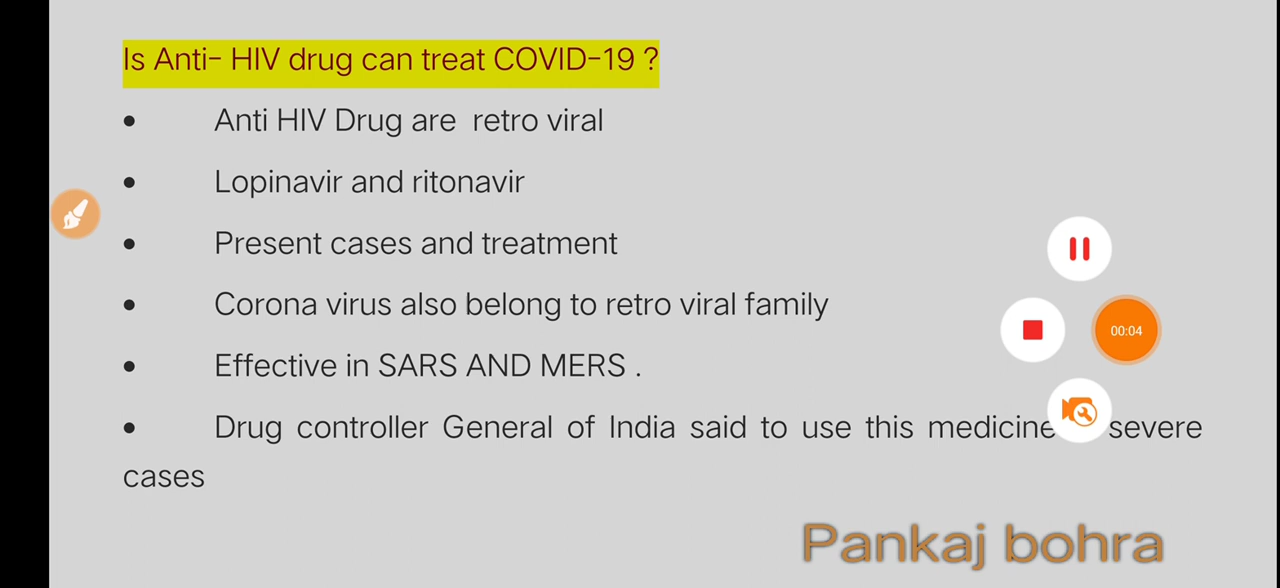 Is Anti- HIV drug can treat COVID-19 ?
• Anti HIV Drug are retro viral
• Lopinavir and ritonavir
• Present cases and treatment
• Corona virus also belong to retro viral family
• Effective in SARS AND MERS .
• Drug controller General of India said to use this medicine severe
cases
00:04
Pankaj bohra